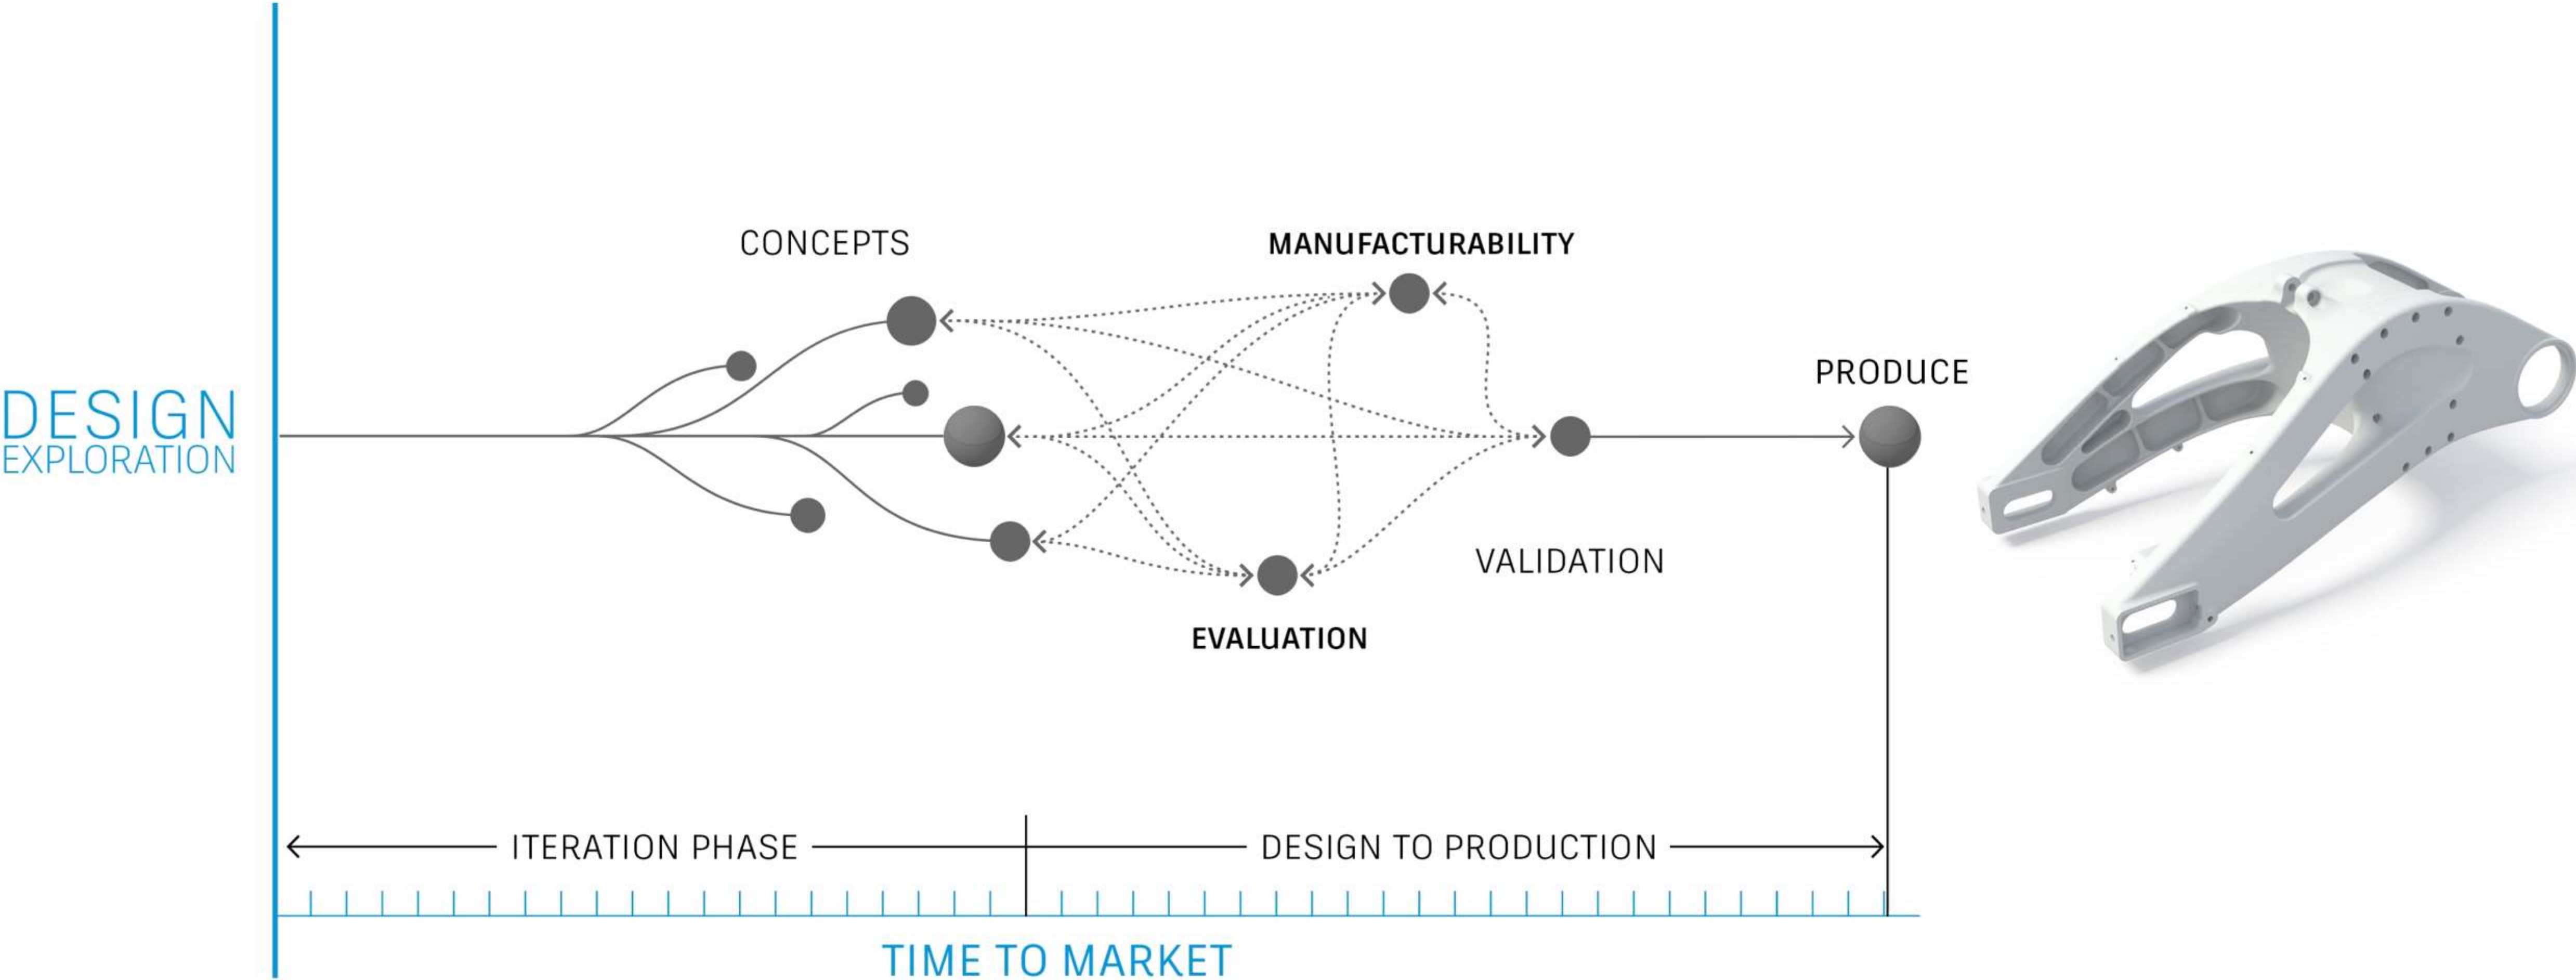 CONCEPTS
MANUFACTURABILITY
PRODUCE
DESIGN
EXPLORATION
VALIDATION
EVALUATION
ITERATION PHASE
DESIGN TO PRODUCTION
TIME TO MARKET